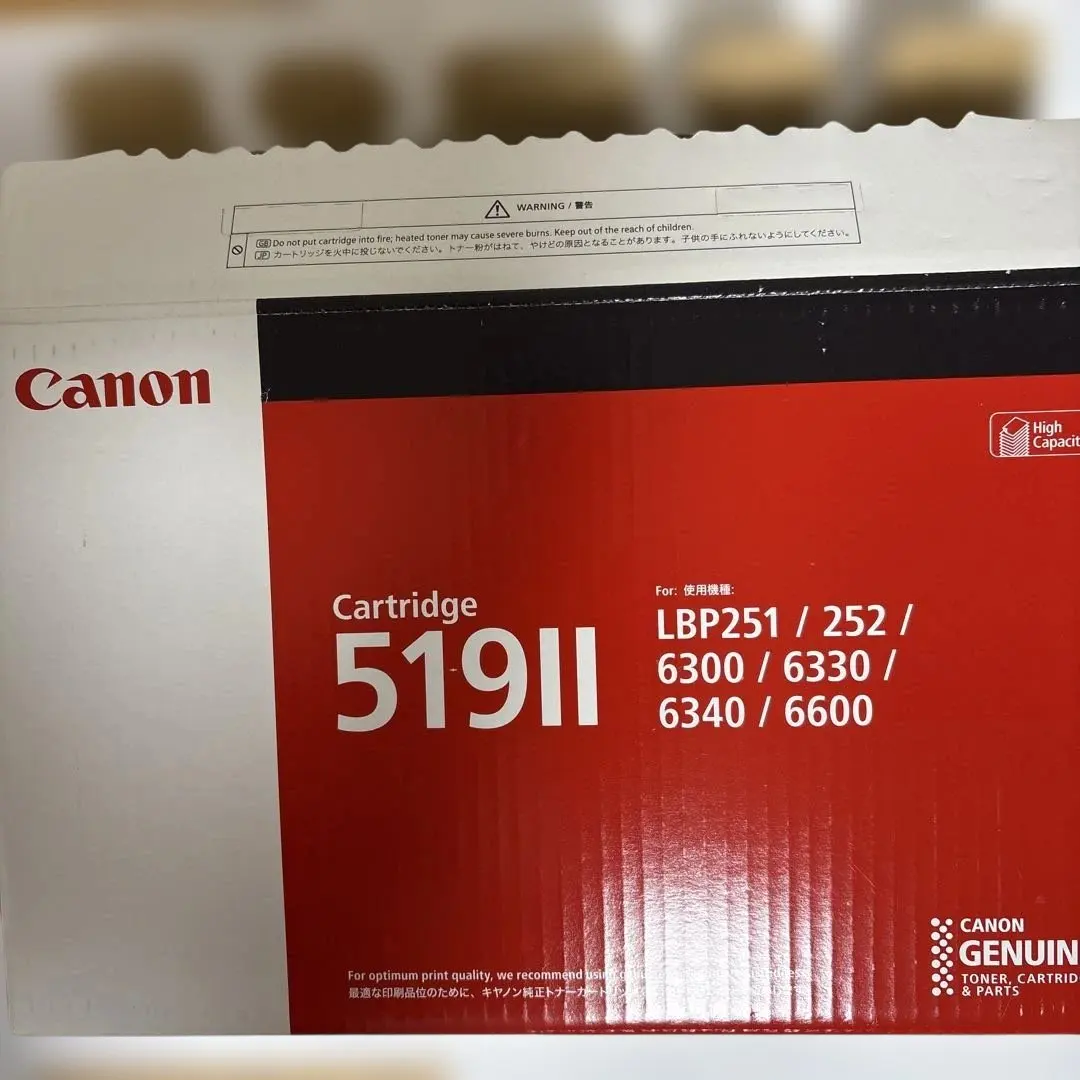 WARNING / 警告
GB Do not put cartridge into fire; heated toner may cause severe burns. Keep out of the reach of children.
JP カートリッジを火中に投じないでください。トナー粉がはねて、やけどの原因となることがあります。子供の手にふれないようにしてください。
Canon
High
Capacit
Cartridge
519II
For: 使用機種:
LBP251 / 252 /
6300 / 6330 /
6340 / 6600
CANON
GENUIN
TONER, CARTRID
& PARTS
For optimum print quality, we recommend using
最適な印刷品位のために、キヤノン純正トナーカートリッジ